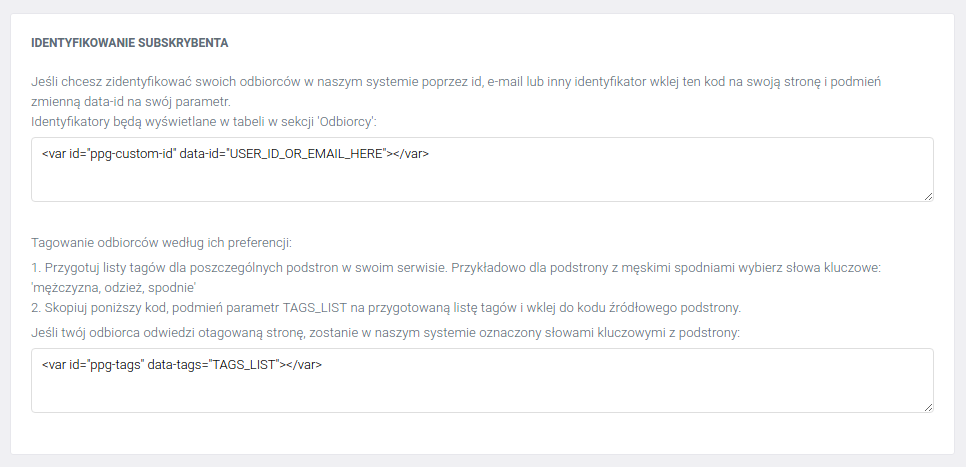 IDENTYFIKOWANIE SUBSKRYBENTA
Jeśli chcesz zidentyfikować swoich odbiorców w naszym systemie poprzez id, e-mail lub inny identyfikator wklej ten kod na swoją stronę i podmień
zmienną data-id na swój parametr.
Identyfikatory będą wyświetlane w tabeli w sekcji 'Odbiorcy':
<var id="ppg-custom-id" data-id="USER_ID_OR_EMAIL_HERE"></var>
Tagowanie odbiorców według ich preferencji:
1. Przygotuj listy tagów dla poszczególnych podstron w swoim serwisie. Przykładowo dla podstrony z męskimi spodniami wybierz słowa kluczowe:
'mężczyzna, odzież, spodnie'
2. Skopiuj poniższy kod, podmień parametr TAGS_LIST na przygotowaną listę tagów i wklej do kodu źródłowego podstrony.
Jeśli twój odbiorca odwiedzi otagowaną stronę, zostanie w naszym systemie oznaczony słowami kluczowymi z podstrony:
<var id="ppg-tags" data-tags="TAGS_LIST"></var>